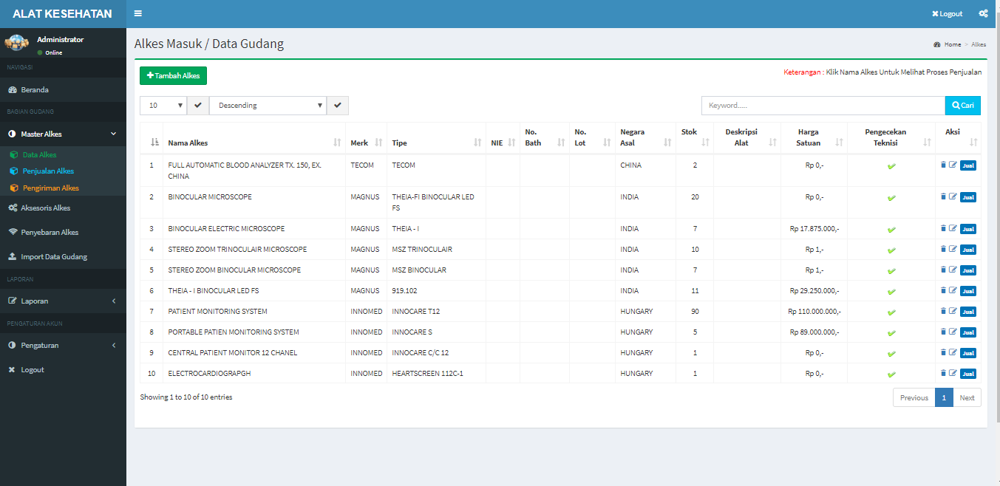 ALAT KESEHATAN
Logout
Administrator
Online
NAVIGASI
Beranda
BAGIAN GUDANG
Master Alkes
Data Alkes
Penjualan Alkes
Pengiriman Alkes
Aksesoris Alkes
Penyebaran Alkes
Import Data Gudang
LAPORAN
Laporan
PENGATURAN AKUN
Pengaturan
Logout
Alkes Masuk / Data Gudang
Home > Alkes
Tambah Alkes
Keterangan : Klik Nama Alkes Untuk Melihat Proses Penjualan
10 Descending Keyword..... Cari
Nama Alkes Merk Tipe NIE No. Bath No. Lot Negara Asal Stok Deskripsi Alat Harga Satuan Pengecekan Teknisi Aksi
1 FULL AUTOMATIC BLOOD ANALYZER TX. 150, EX. TECOM TECOM CHINA 2 Rp 0,- Jual
CHINA
2 BINOCULAR MICROSCOPE MAGNUS THEIA-FI BINOCULAR LED INDIA 20 Rp 0,- Jual
FS
3 BINOCULAR ELECTRIC MICROSCOPE MAGNUS THEIA - I INDIA 7 Rp 17.875.000,- Jual
4 STEREO ZOOM TRINOCULAIR MICROSCOPE MAGNUS MSZ TRINOCULAIR INDIA 10 Rp 1,- Jual
5 STEREO ZOOM BINOCULAR MICROSCOPE MAGNUS MSZ BINOCULAR INDIA 7 Rp 1,- Jual
6 THEIA - I BINOCULAR LED FS MAGNUS 919.102 INDIA 11 Rp 29.250.000,- Jual
7 PATIENT MONITORING SYSTEM INNOMED INNOCARE T12 HUNGARY 90 Rp 110.000.000,- Jual
8 PORTABLE PATIEN MONITORING SYSTEM INNOMED INNOCARE S HUNGARY 5 Rp 89.000.000,- Jual
9 CENTRAL PATIENT MONITOR 12 CHANEL INNOMED INNOCARE C/C 12 HUNGARY 1 Rp 0,- Jual
10 ELECTROCARDIOGRAPGH INNOMED HEARTSCREEN 112C-1 HUNGARY 1 Rp 0,- Jual
Showing 1 to 10 of 10 entries
Previous 1 Next